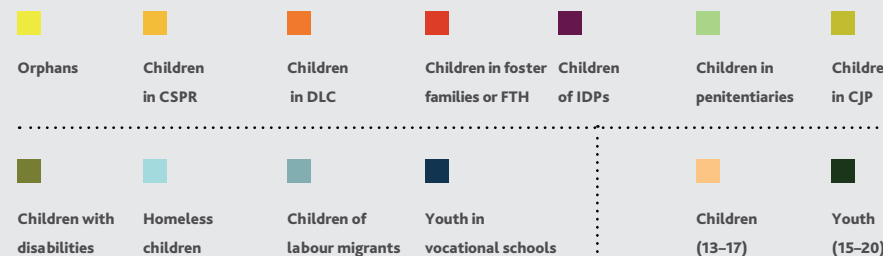 Orphans
Children
in CSPR
Children
in DLC
Children in foster
families or FTH
Children
of IDPs
Children in
penitentiaries
Childre
in CJP
Children with
disabilities
Homeless
children
Children of
labour migrants
Youth in
vocational schools
Children
(13–17)
Youth
(15–20)